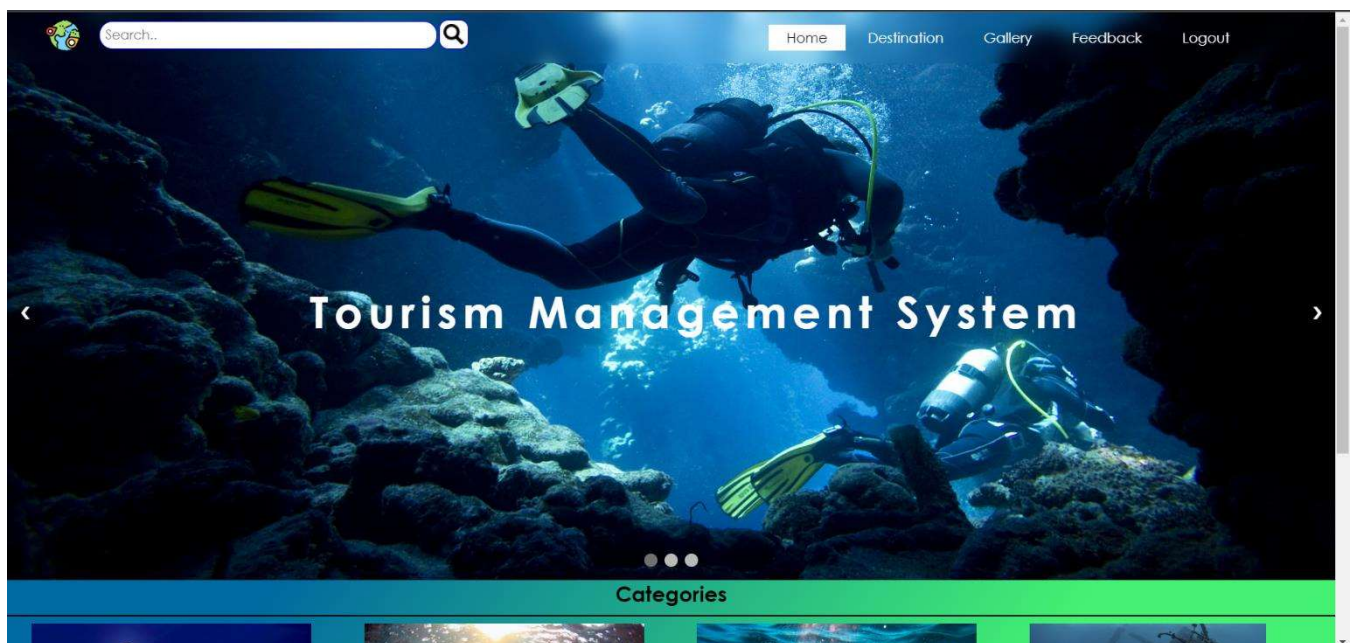 Search..
Home Destination Gallery Feedback Logout
Tourism Management System
Categories